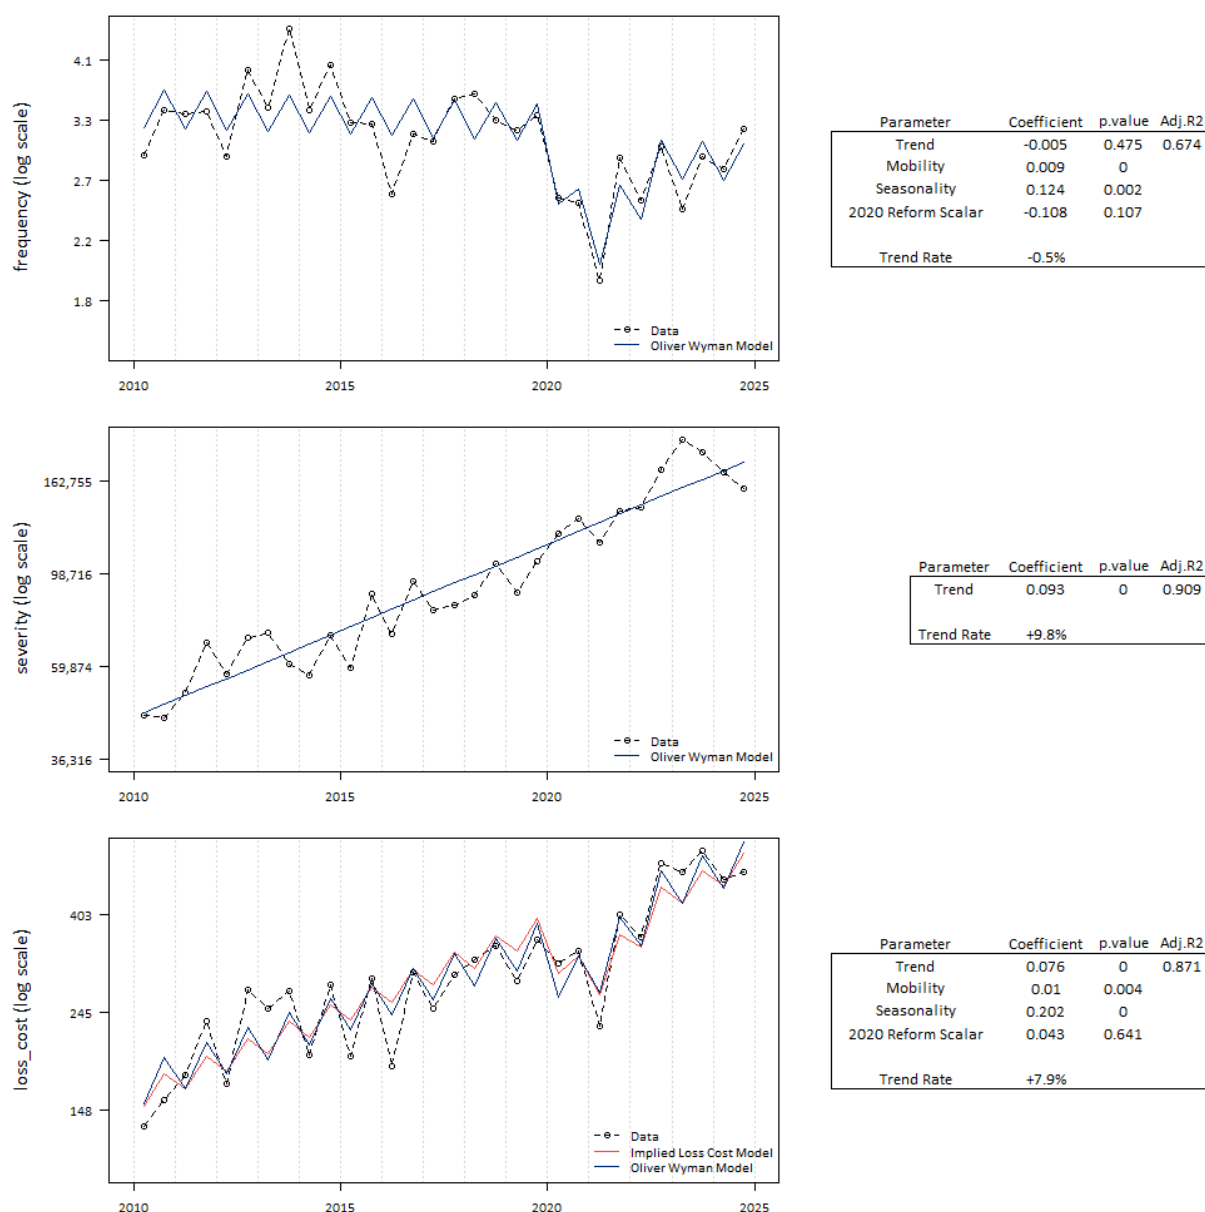 frequency (log scale)
4.1
3.3
2.7
2.2
1.8
Data
Oliver Wyman Model
2010 2015 2020 2025
Parameter Coefficient p.value Adj.R2
Trend -0.005 0.475 0.674
Mobility 0.009 0
Seasonality 0.124 0.002
2020 Reform Scalar -0.108 0.107
Trend Rate -0.5%
severity (log scale)
162,755
98,716
59,874
36,316
Data
Oliver Wyman Model
2010 2015 2020 2025
Parameter Coefficient p.value Adj.R2
Trend 0.093 0 0.909
Trend Rate +9.8%
loss_cost (log scale)
403
245
148
Data
Implied Loss Cost Model
Oliver Wyman Model
2010 2015 2020 2025
Parameter Coefficient p.value Adj.R2
Trend 0.076 0 0.871
Mobility 0.01 0.004
Seasonality 0.202 0
2020 Reform Scalar 0.043 0.641
Trend Rate +7.9%